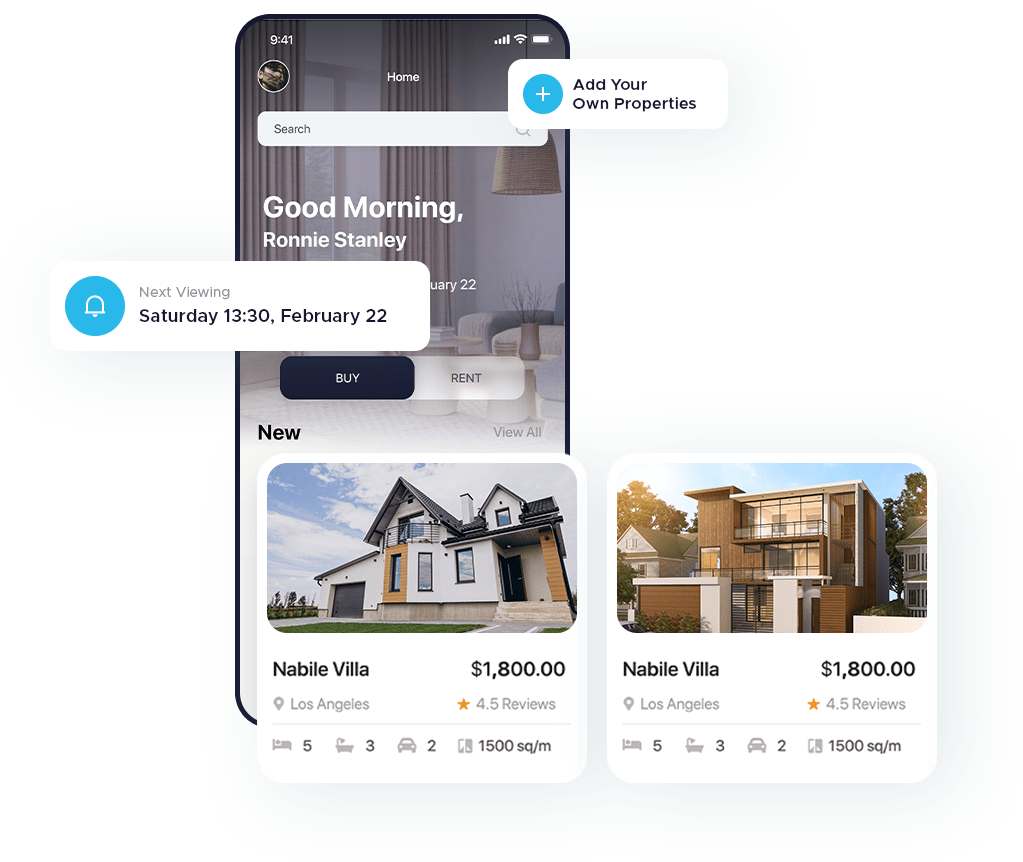 9:41
Home
Add Your
Own Properties
Search
Good Morning,
Ronnie Stanley
uary 22
Next Viewing
Saturday 13:30, February 22
BUY
RENT
New
View All
Nabile Villa
$1,800.00
Los Angeles
4.5 Reviews
5
3
2
1500 sq/m
Nabile Villa
$1,800.00
Los Angeles
4.5 Reviews
5
3
2
1500 sq/m